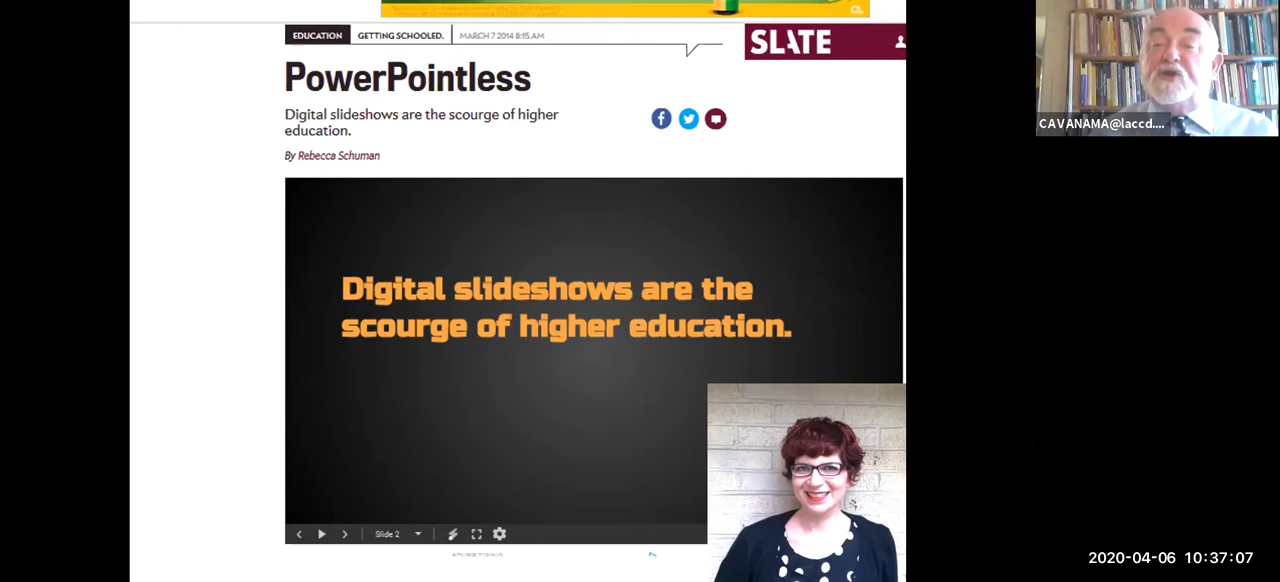 EDUCATION GETTING SCHOOLED. MARCH 7 2014 8:15 AM
SLATE
PowerPointless
Digital slideshows are the scourge of higher
education.
By Rebecca Schuman
CAVANAMA@laccd....
Digital slideshows are the
scourge of higher education.
Slide 2
2020-04-06 10:37:07